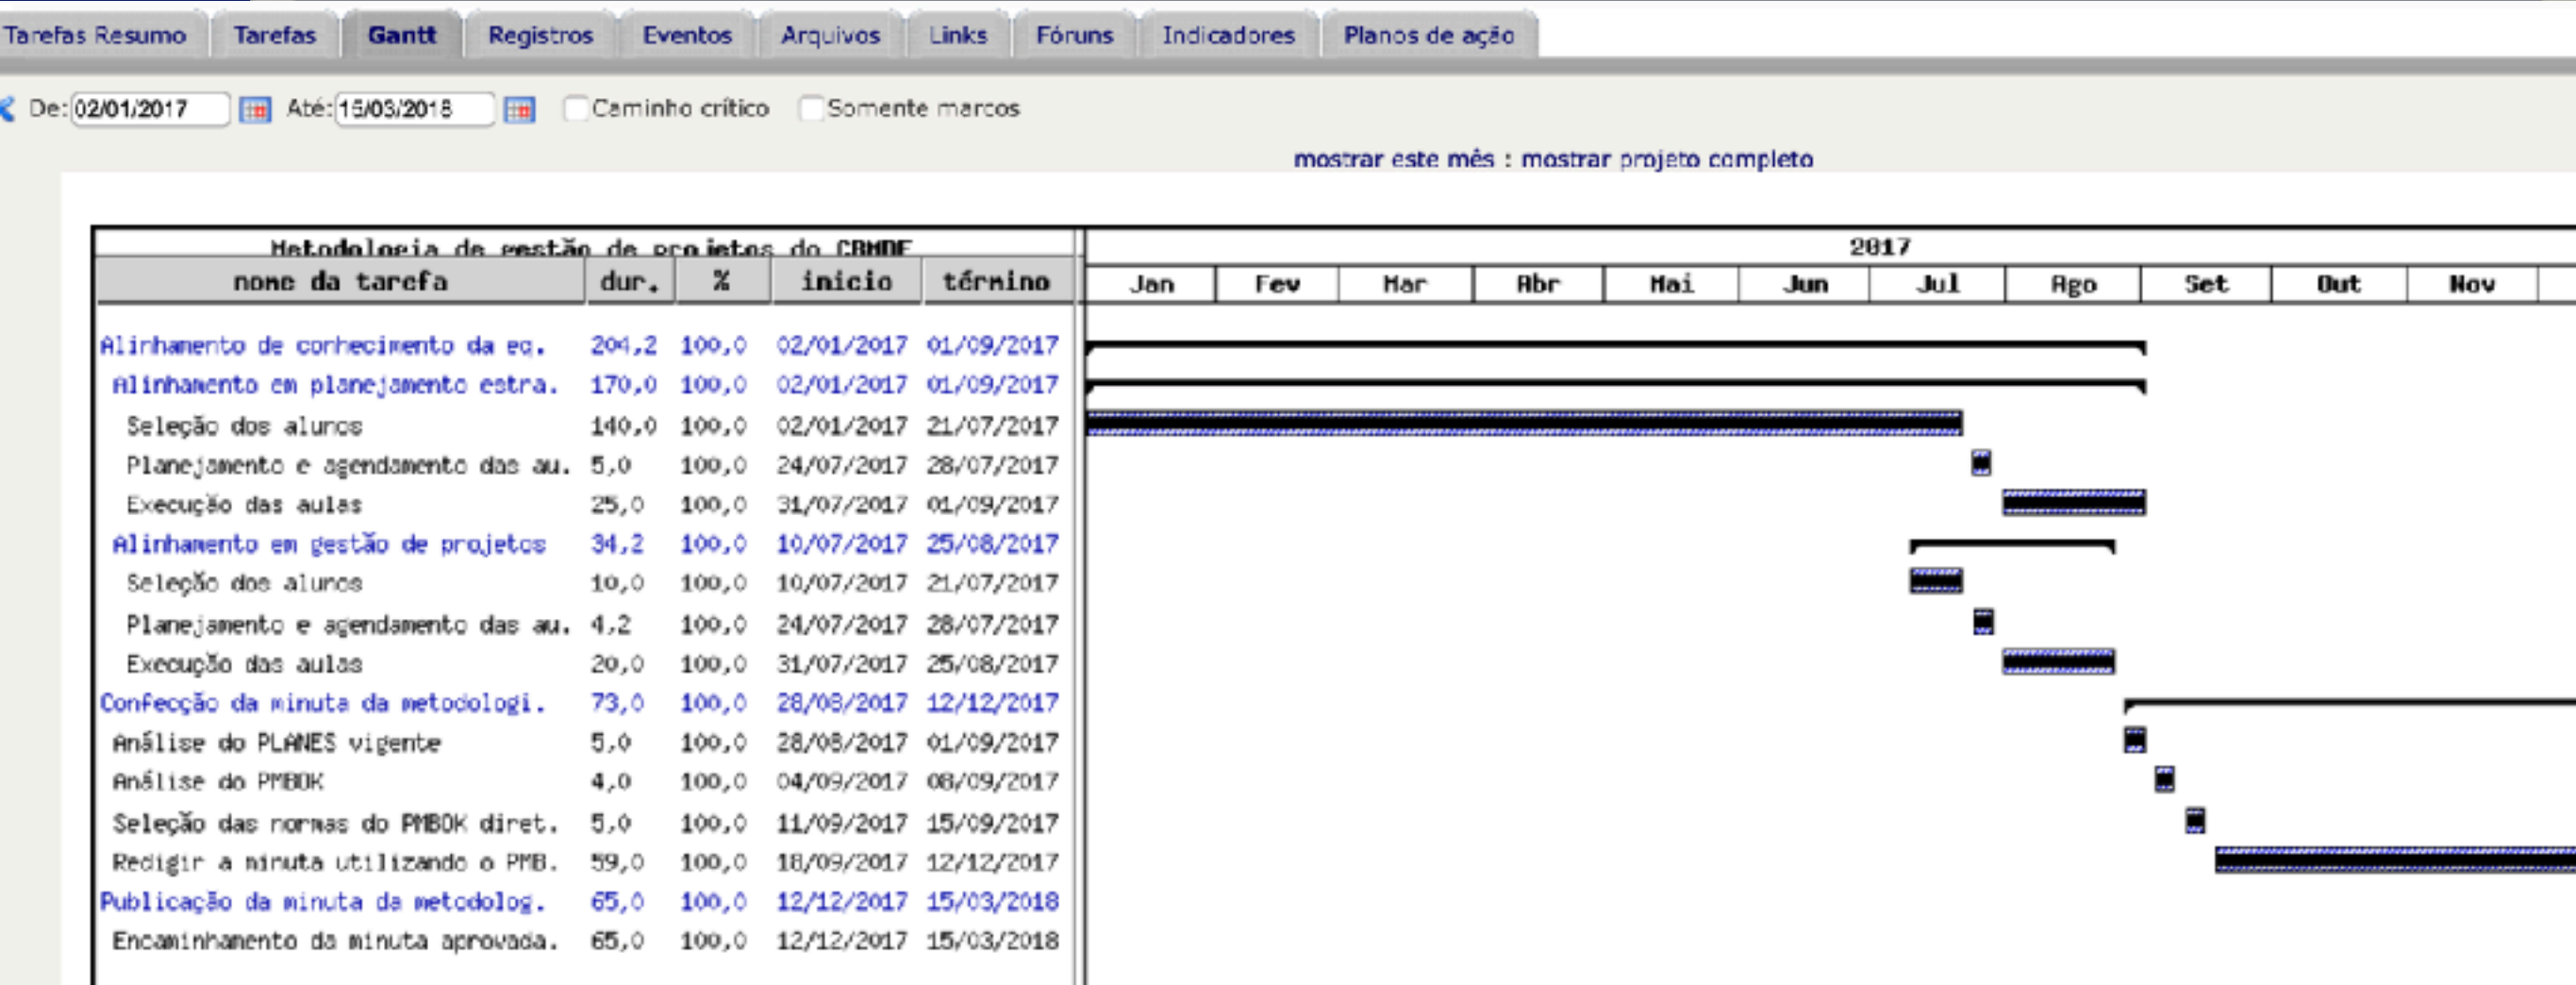 Tarefas Resumo Tarefas Gantt Registros Eventos Arquivos Links Fóruns Indicadores Planos de ação
De: 02/01/2017 Até: 15/03/2018 Caminho crítico Somente marcos
mostrar este mês : mostrar projeto completo
Metodologia de gestão de projetos do CBMDF 2017
nome da tarefa dur. % inicio término Jan Fev Mar Abr Mai Jun Jul Ago Set Out Nov
Alinhamento de conhecimento da eq. 204,2 100,0 02/01/2017 01/09/2017
Alinhamento em planejamento estra. 170,0 100,0 02/01/2017 01/09/2017
Seleção dos alunos 140,0 100,0 02/01/2017 21/07/2017
Planejamento e agendamento das au. 5,0 100,0 24/07/2017 28/07/2017
Execução das aulas 25,0 100,0 31/07/2017 01/09/2017
Alinhamento em gestão de projetos 34,2 100,0 10/07/2017 25/08/2017
Seleção dos alunos 10,0 100,0 10/07/2017 21/07/2017
Planejamento e agendamento das au. 4,2 100,0 24/07/2017 28/07/2017
Execução das aulas 20,0 100,0 31/07/2017 25/08/2017
Confecção da minuta da metodologi. 73,0 100,0 28/08/2017 12/12/2017
Análise do PLANES vigente 5,0 100,0 28/08/2017 01/09/2017
Análise do PMBOK 4,0 100,0 04/09/2017 08/09/2017
Seleção das normas do PMBOK diret. 5,0 100,0 11/09/2017 15/09/2017
Redigir a minuta utilizando o PMB. 59,0 100,0 18/09/2017 12/12/2017
Publicação da minuta da metodolog. 65,0 100,0 12/12/2017 15/03/2018
Encaminhamento da minuta aprovada. 65,0 100,0 12/12/2017 15/03/2018